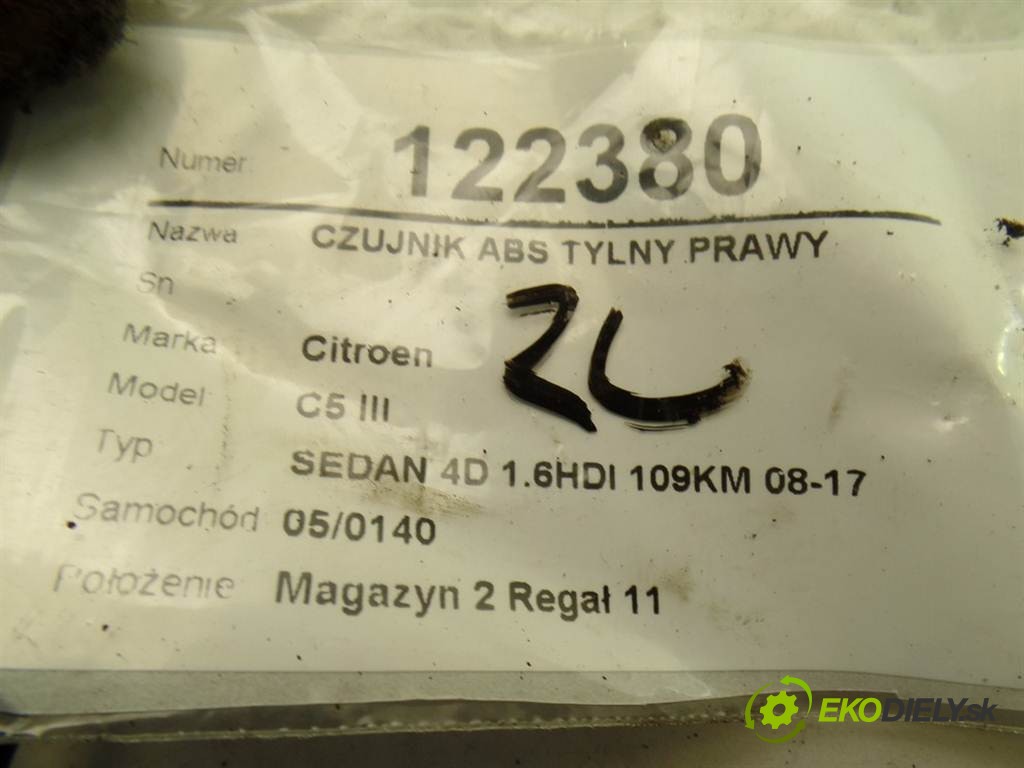 Numer 122380
Nazwa CZUJNIK ABS TYLNY PRAWY
Sn
Marka Citroen
Model C5 III
Typ SEDAN 4D 1.6HDI 109KM 08-17
Samochód 05/0140
Położenie Magazyn 2 Regał 11
EKODIELY.sk